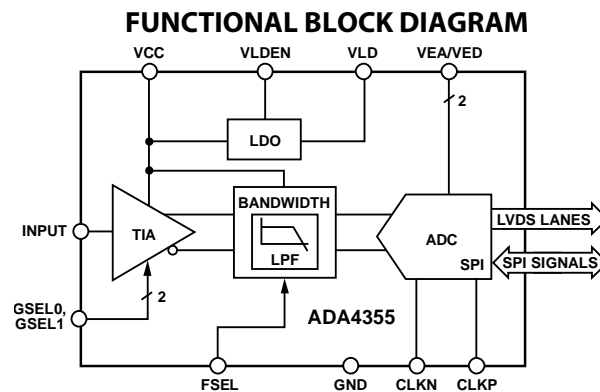 FUNCTIONAL BLOCK DIAGRAM
VCC
VLDEN
VLD
VEA/VED
2
LDO
BANDWIDTH
LPF
INPUT
TIA
ADC
SPI
LVDS LANES
SPI SIGNALS
2
GSEL0,
GSEL1
ADA4355
FSEL
GND
CLKN
CLKP